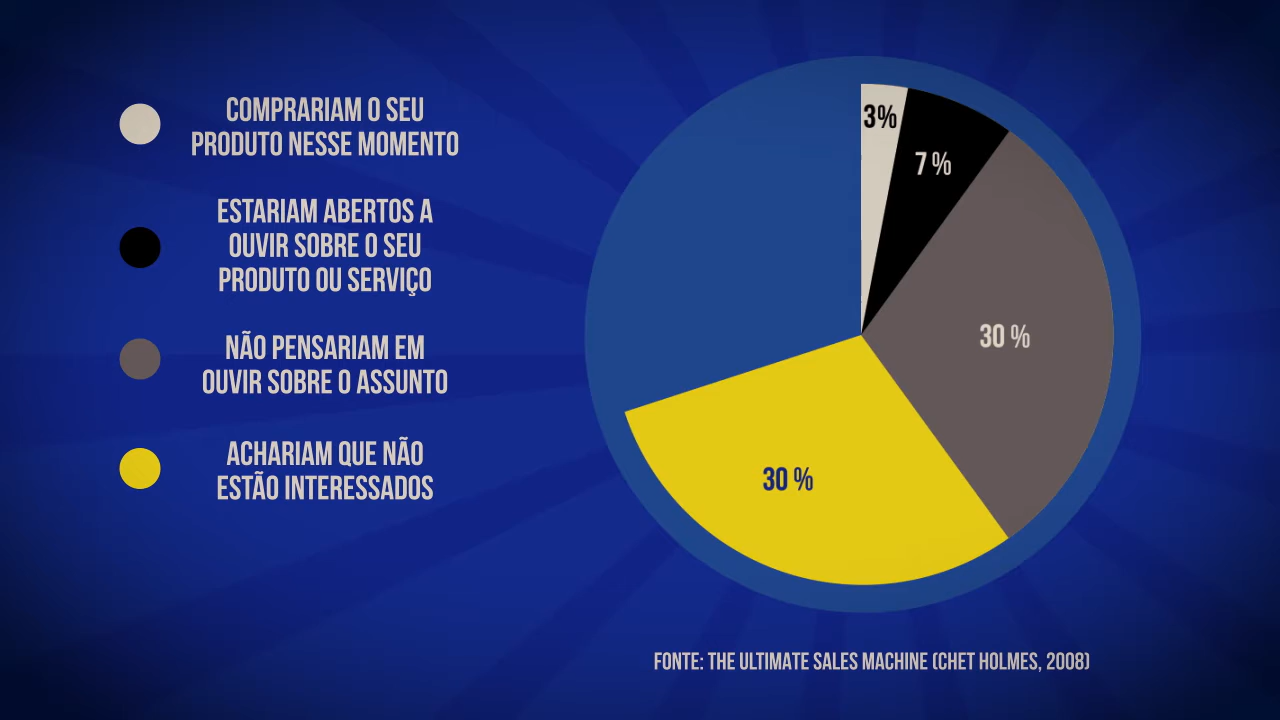 COMPRARIAM O SEU
PRODUTO NESSE MOMENTO
ESTARIAM ABERTOS A
OUVIR SOBRE O SEU
PRODUTO OU SERVIÇO
NÃO PENSARIAM EM
OUVIR SOBRE O ASSUNTO
ACHARIAM QUE NÃO
ESTÃO INTERESSADOS
3%
7 %
30 %
30 %
FONTE: THE ULTIMATE SALES MACHINE (CHET HOLMES, 2008)